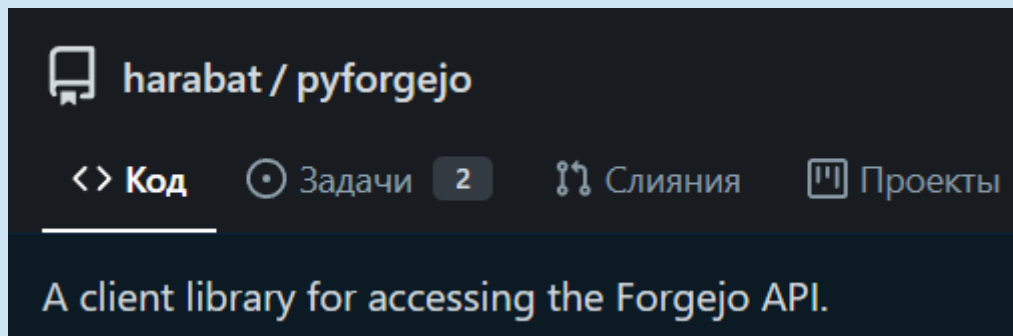 harabat / pyforgejo
Код Задачи 2 Слияния Проекты
A client library for accessing the Forgejo API.